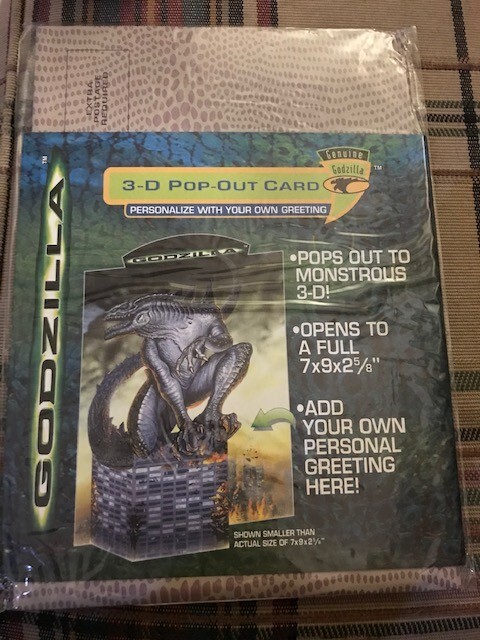 EXTRA
POSTAGE
REQUIRED
GODZILLA™
Genuine
Godzilla™
3-D POP-OUT CARD
PERSONALIZE WITH YOUR OWN GREETING
GODZILLA
•POPS OUT TO
MONSTROUS
3-D!
•OPENS TO
A FULL
7x9x2⅝"
•ADD
YOUR OWN
PERSONAL
GREETING
HERE!
SHOWN SMALLER THAN
ACTUAL SIZE OF 7x9x2⅝"